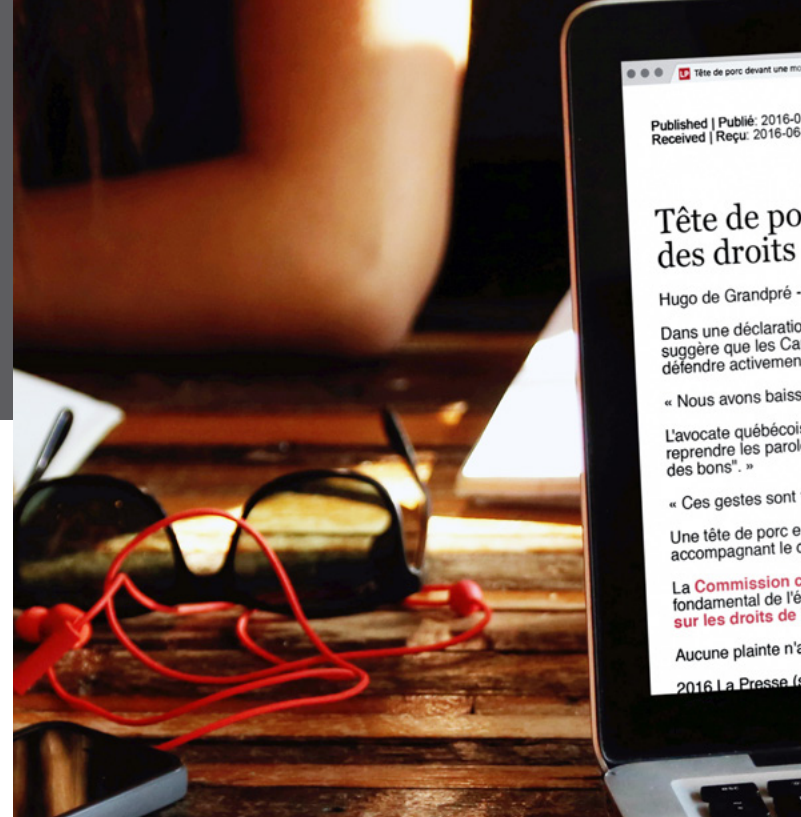 LP Tête de porc devant une mo
Published | Publié: 2016-0
Received | Reçu: 2016-06
Tête de po
des droits
Hugo de Grandpré -
Dans une déclaratio
suggère que les Ca
défendre activemen
« Nous avons baiss
L'avocate québécois
reprendre les parol
des bons". »
« Ces gestes sont
Une tête de porc e
accompagnant le c
La Commission c
fondamental de l'é
sur les droits de
Aucune plainte n'a
2016 La Presse (s
esc